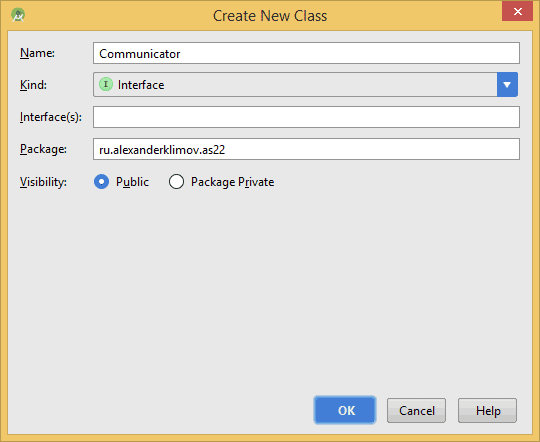 Create New Class
Name: Communicator
Kind: I Interface
Interface(s):
Package: ru.alexanderklimov.as22
Visibility: Public Package Private
OK Cancel Help